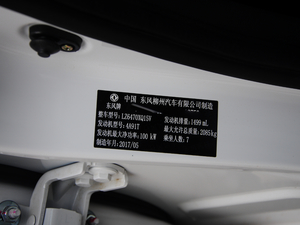 中国 东风柳州汽车有限公司制造
东风牌
整车型号: LZ6470XQ15V 发动机排量: 1499 mL
发动机型号: 4A91T 最大允许总质量: 2085 kg
发动机最大净功率: 100 kW 乘坐人数: 7
制造年月: 2017/05